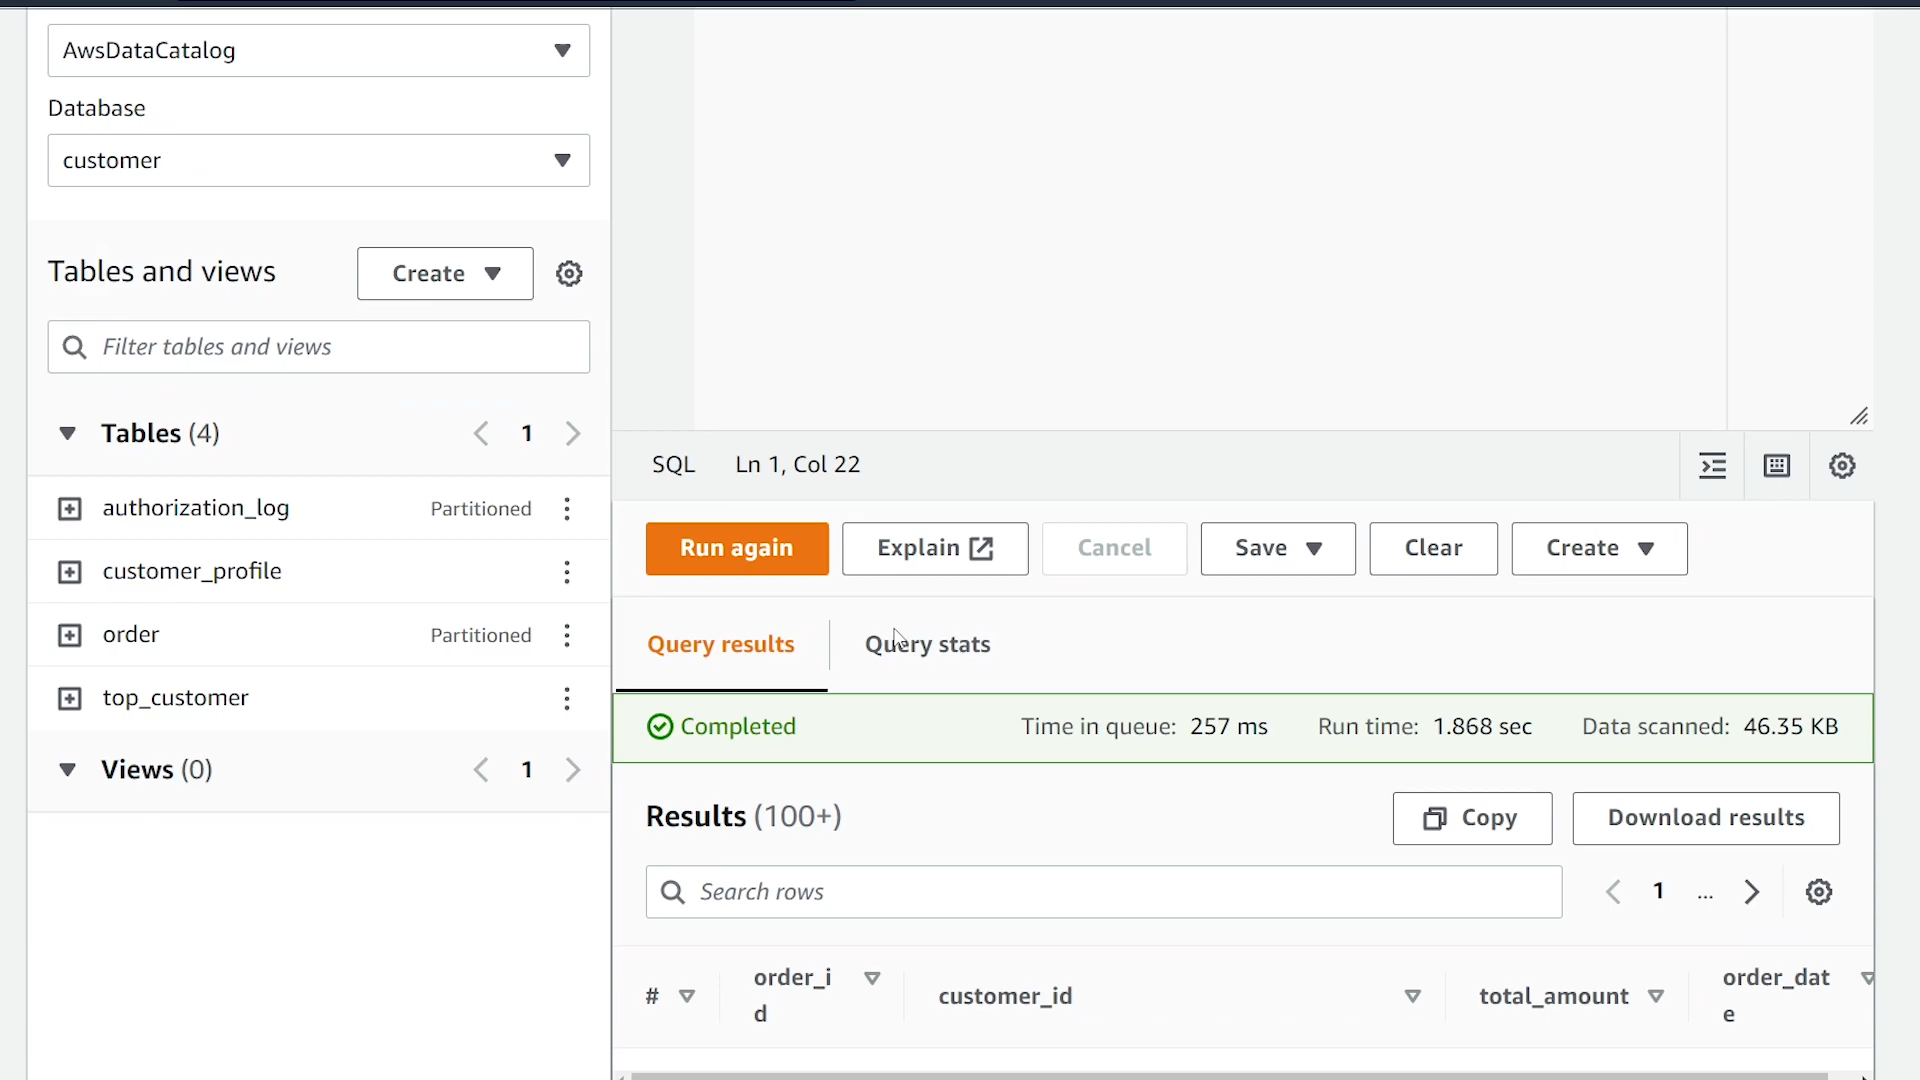 AwsDataCatalog
Database
customer
Tables and views
Create
Filter tables and views
Tables (4)
1
authorization_log Partitioned
customer_profile
order Partitioned
top_customer
Views (0)
1
SQL Ln 1, Col 22
Run again
Explain
Cancel
Save
Clear
Create
Query results
Query stats
Completed
Time in queue: 257 ms
Run time: 1.868 sec
Data scanned: 46.35 KB
Results (100+)
Copy
Download results
Search rows
1 ...
#
order_i
d
customer_id
total_amount
order_dat
e